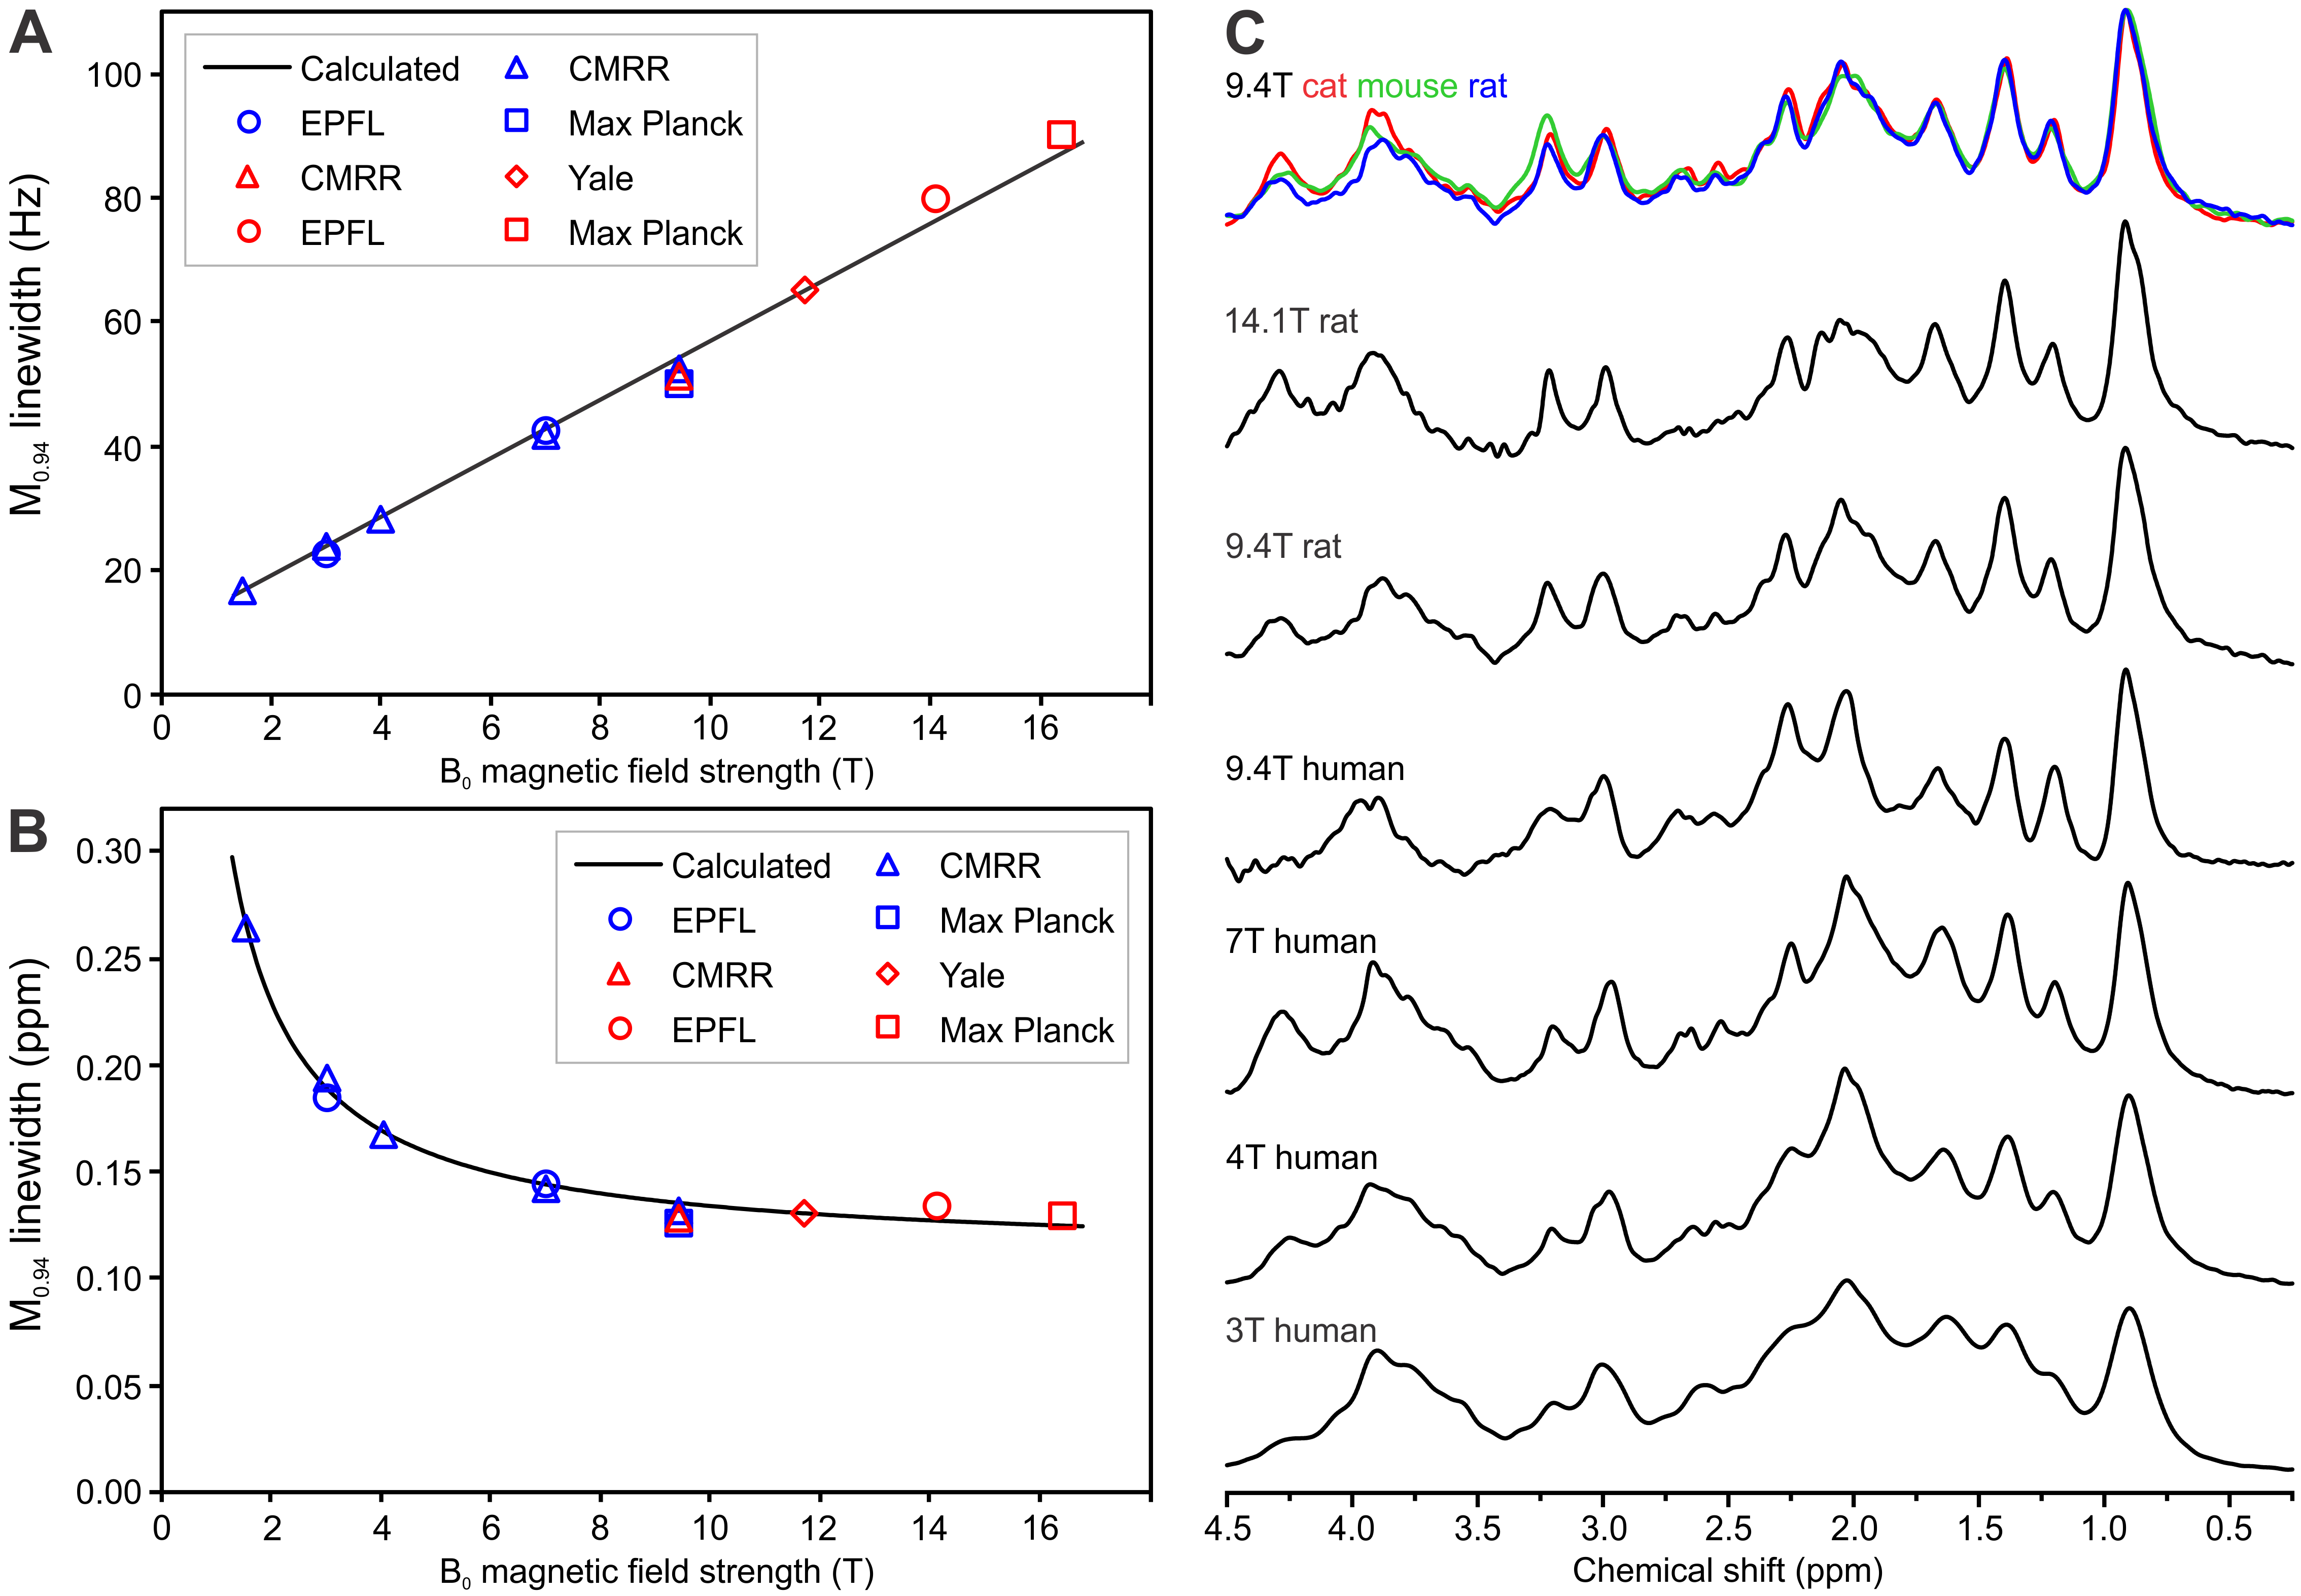 A
100
80
60
40
20
0
M0.94 linewidth (Hz)
Calculated
CMRR
EPFL
Max Planck
CMRR
Yale
EPFL
Max Planck
0 2 4 6 8 10 12 14 16
B0 magnetic field strength (T)
B
0.30
0.25
0.20
0.15
0.10
0.05
0.00
M0.94 linewidth (ppm)
Calculated
CMRR
EPFL
Max Planck
CMRR
Yale
EPFL
Max Planck
0 2 4 6 8 10 12 14 16
B0 magnetic field strength (T)
C
9.4T cat mouse rat
14.1T rat
9.4T rat
9.4T human
7T human
4T human
3T human
4.5 4.0 3.5 3.0 2.5 2.0 1.5 1.0 0.5
Chemical shift (ppm)